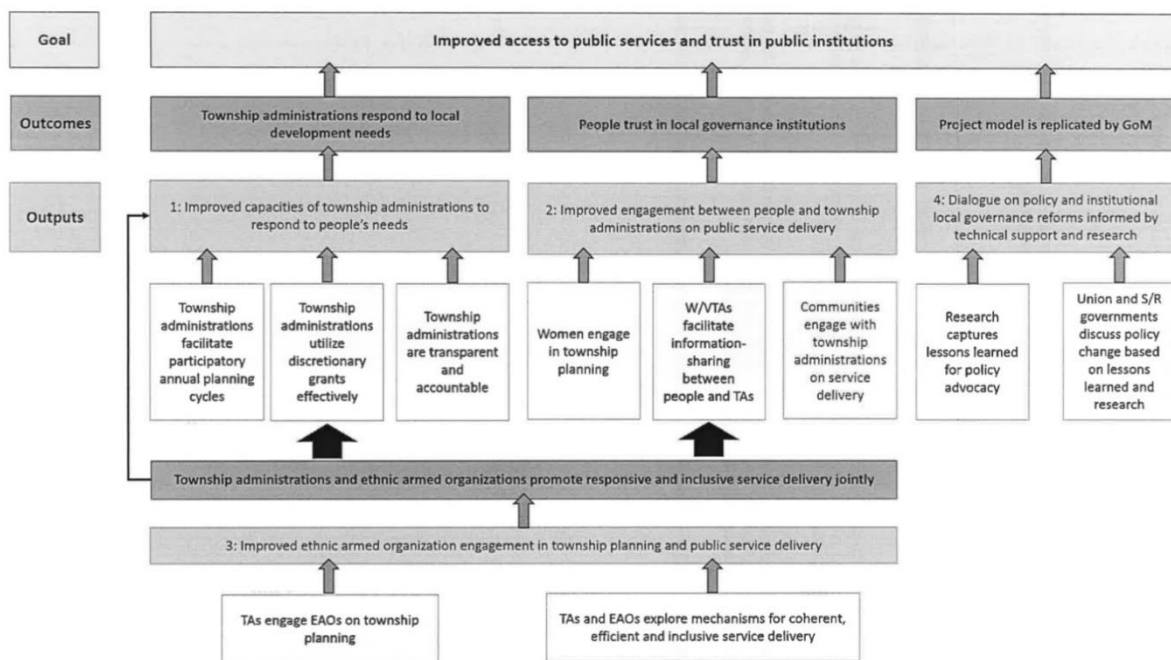 Goal
Improved access to public services and trust in public institutions
Outcomes
Township administrations respond to local
development needs
People trust in local governance institutions
Project model is replicated by GoM
Outputs
1: Improved capacities of township administrations to
respond to people's needs
2: Improved engagement between people and township
administrations on public service delivery
4: Dialogue on policy and institutional
local governance reforms informed by
technical support and research
Township
administrations
facilitate
participatory
annual planning
cycles
Township
administrations
utilize
discretionary
grants
effectively
Township
administrations
are transparent
and
accountable
Women engage
in township
planning
W/VTAs
facilitate
information-
sharing
between
people and TAs
Communities
engage with
township
administrations
on service
delivery
Research
captures
lessons learned
for policy
advocacy
Union and S/R
governments
discuss policy
change based
on lessons
learned and
research
Township administrations and ethnic armed organizations promote responsive and inclusive service delivery jointly
3: Improved ethnic armed organization engagement in township planning and public service delivery
TAs engage EAOs on township
planning
TAs and EAOs explore mechanisms for coherent,
efficient and inclusive service delivery